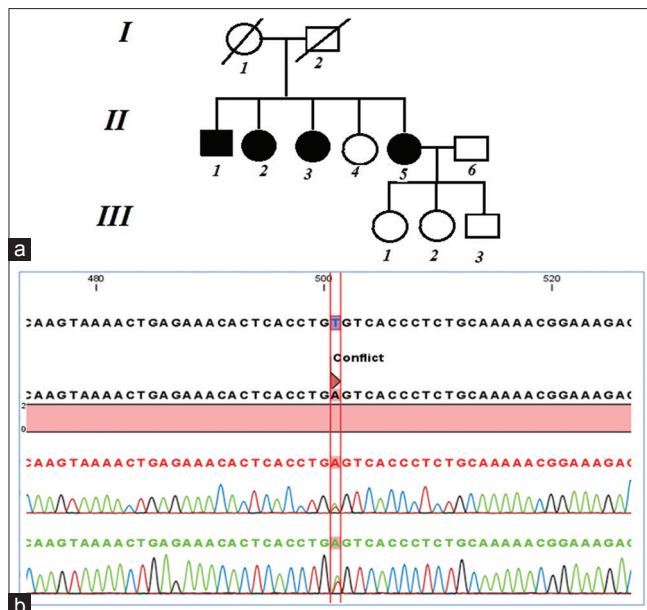 I
1 2
II
1 2 3 4 5 6
III
1 2 3
a
480 500 520
CAAGTAAAACTGAGAAACACTCACCTGTGTCACCCTCTGCAAAAACGGAAAGAC
Conflict
CAAGTAAAACTGAGAAACACTCACCTGAGTCACCCTCTGCAAAAACGGAAAGAC
2
0
CAAGTAAAACTGAGAAACACTCACCTGAGTCACCCTCTGCAAAAACGGAAAGAC
CAAGTAAAACTGAGAAACACTCACCTGAGTCACCCTCTGCAAAAACGGAAAGAC
b